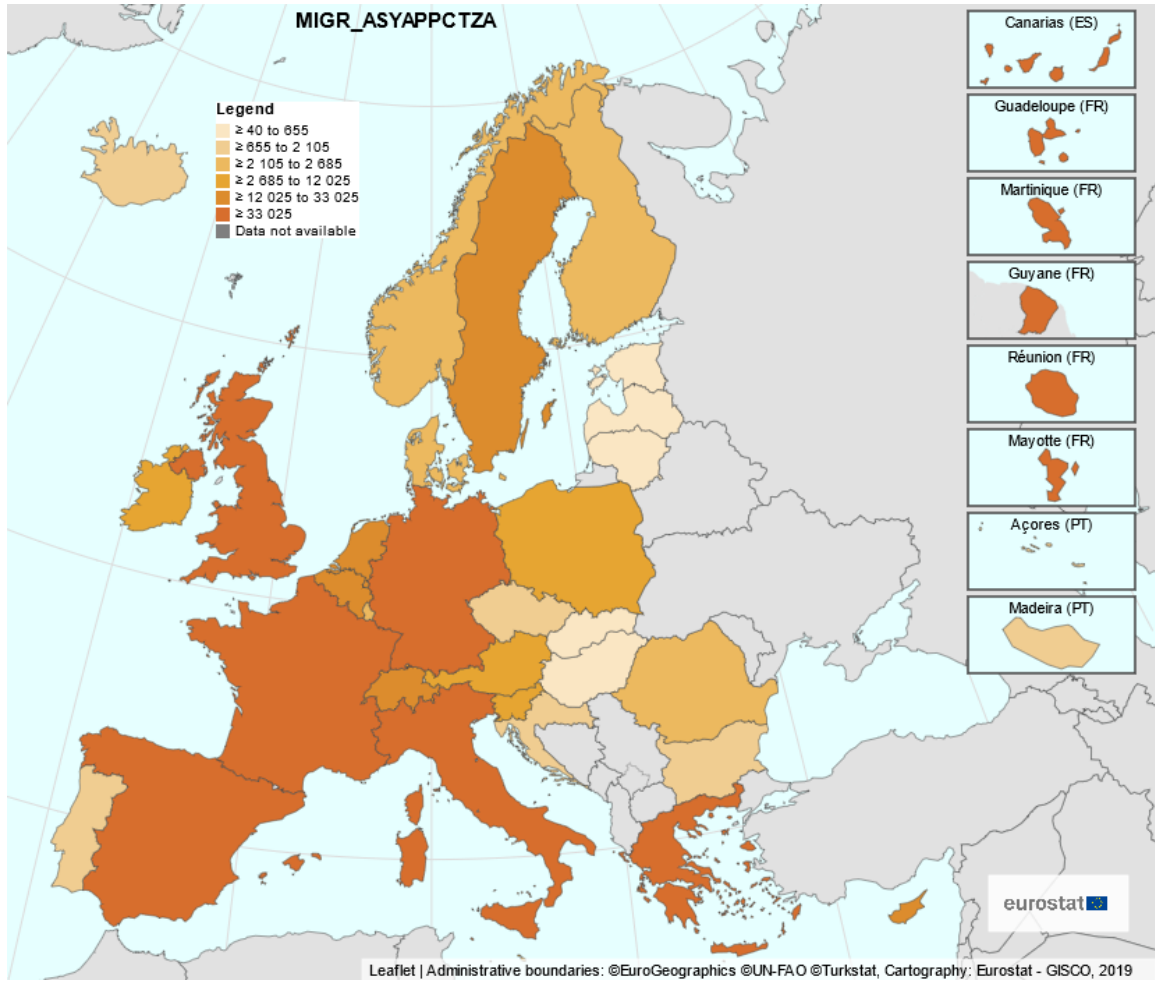 MIGR_ASYAPPCTZA
Legend
≥ 40 to 655
≥ 655 to 2 105
≥ 2 105 to 2 685
≥ 2 685 to 12 025
≥ 12 025 to 33 025
≥ 33 025
Data not available
Canarias (ES)
Guadeloupe (FR)
Martinique (FR)
Guyane (FR)
Réunion (FR)
Mayotte (FR)
Açores (PT)
Madeira (PT)
eurostat
Leaflet | Administrative boundaries: ©EuroGeographics ©UN-FAO ©Turkstat, Cartography: Eurostat - GISCO, 2019